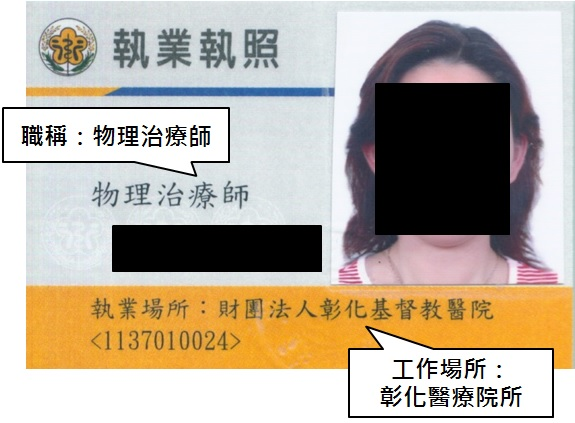 執業執照
職稱：物理治療師
物理治療師
執業場所：財團法人彰化基督教醫院
<1137010024>
工作場所：
彰化醫療院所